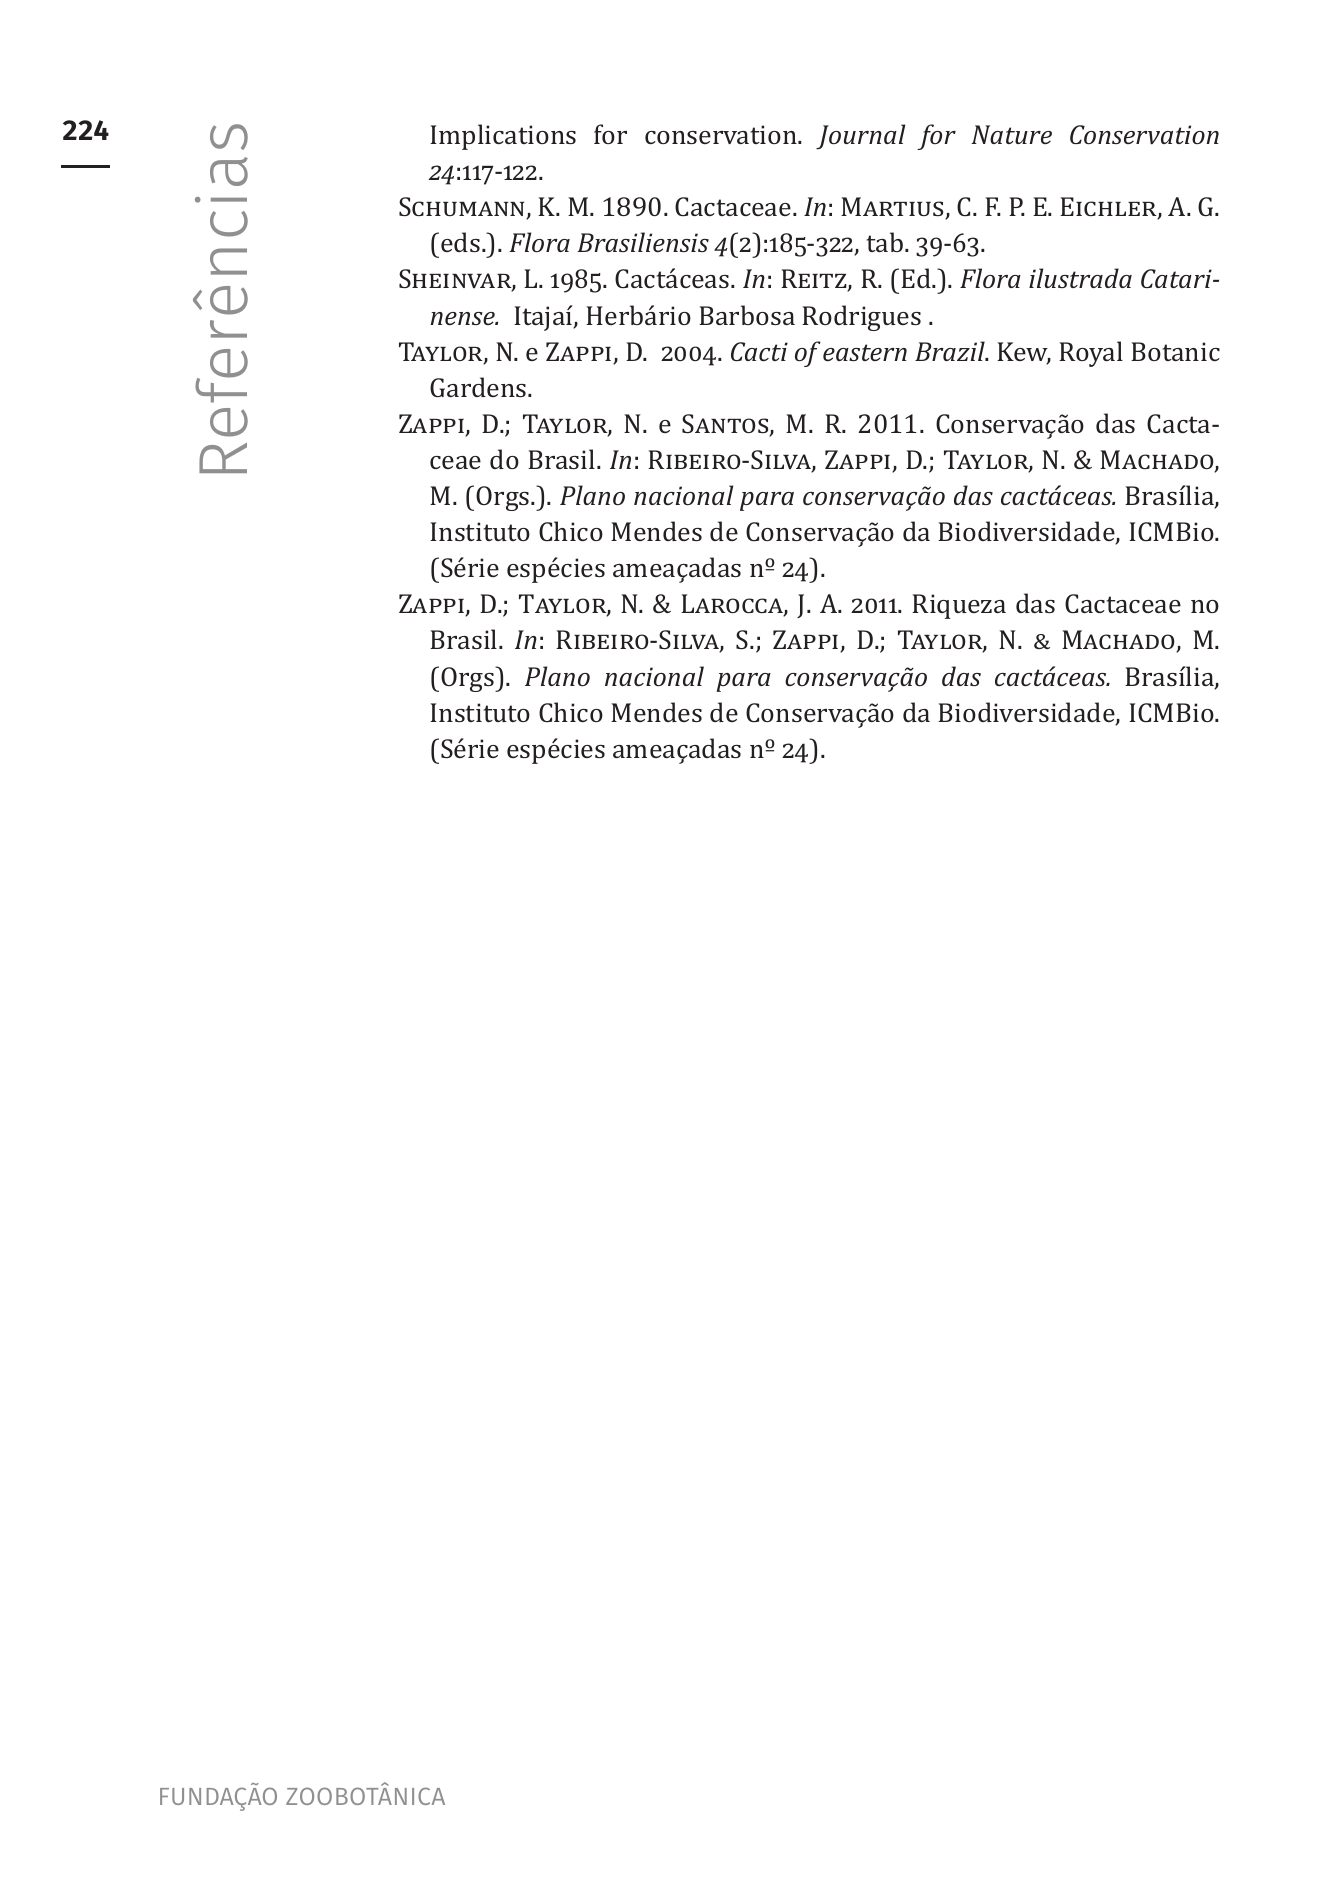 224
Referências
Implications for conservation. Journal for Nature Conservation
24:117-122.
Schumann, K. M. 1890. Cactaceae. In: Martius, C. F. P. E. Eichler, A. G.
(eds.). Flora Brasiliensis 4(2):185-322, tab. 39-63.
Sheinvar, L. 1985. Cactáceas. In: Reitz, R. (Ed.). Flora ilustrada Catari-
nense. Itajaí, Herbário Barbosa Rodrigues .
Taylor, N. e Zappi, D. 2004. Cacti of eastern Brazil. Kew, Royal Botanic
Gardens.
Zappi, D.; Taylor, N. e Santos, M. R. 2011. Conservação das Cacta-
ceae do Brasil. In: Ribeiro-Silva, Zappi, D.; Taylor, N. & Machado,
M. (Orgs.). Plano nacional para conservação das cactáceas. Brasília,
Instituto Chico Mendes de Conservação da Biodiversidade, ICMBio.
(Série espécies ameaçadas nº 24).
Zappi, D.; Taylor, N. & Larocca, J. A. 2011. Riqueza das Cactaceae no
Brasil. In: Ribeiro-Silva, S.; Zappi, D.; Taylor, N. & Machado, M.
(Orgs). Plano nacional para conservação das cactáceas. Brasília,
Instituto Chico Mendes de Conservação da Biodiversidade, ICMBio.
(Série espécies ameaçadas nº 24).
FUNDAÇÃO ZOOBOTÂNICA